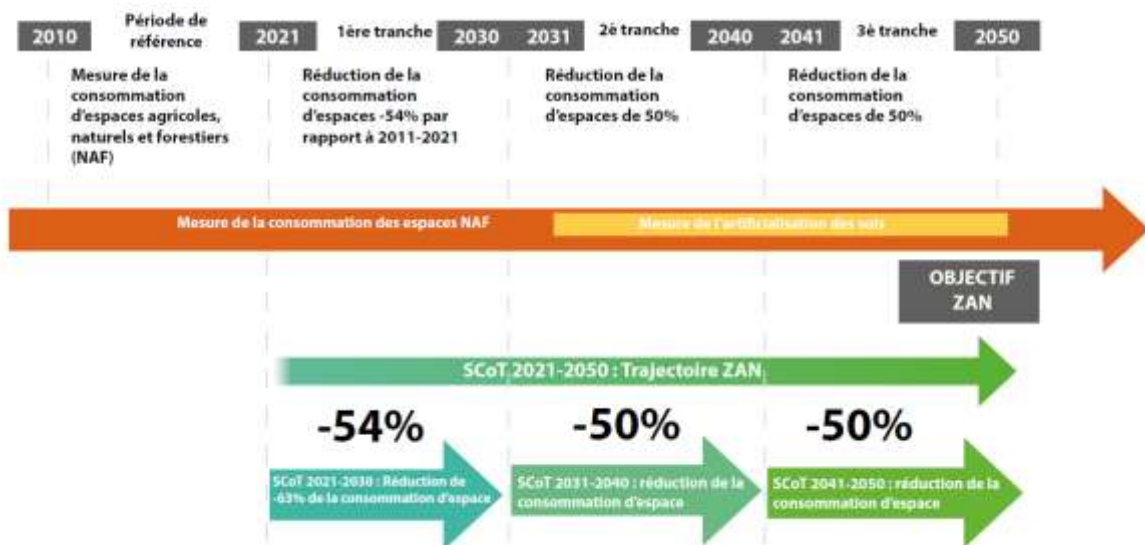 2010
Période de
référence
2021
1ère tranche
2030
2031
2è tranche
2040
2041
3è tranche
2050
Mesure de la
consommation
d'espaces agricoles,
naturels et forestiers
(NAF)
Réduction de la
consommation
d'espaces -54% par
rapport à 2011-2021
Réduction de la
consommation
d'espaces de 50%
Réduction de la
consommation
d'espaces de 50%
Mesure de la consommation des espaces NAF
Mesure de l'artificialisation des sols
OBJECTIF
ZAN
SCoT 2021-2050 : Trajectoire ZAN
-54%
-50%
-50%
SCoT 2021-2030 : Réduction de
-63% de la consommation d'espace
SCoT 2031-2040 : réduction de la
consommation d'espace
SCoT 2041-2050 : réduction de la
consommation d'espace